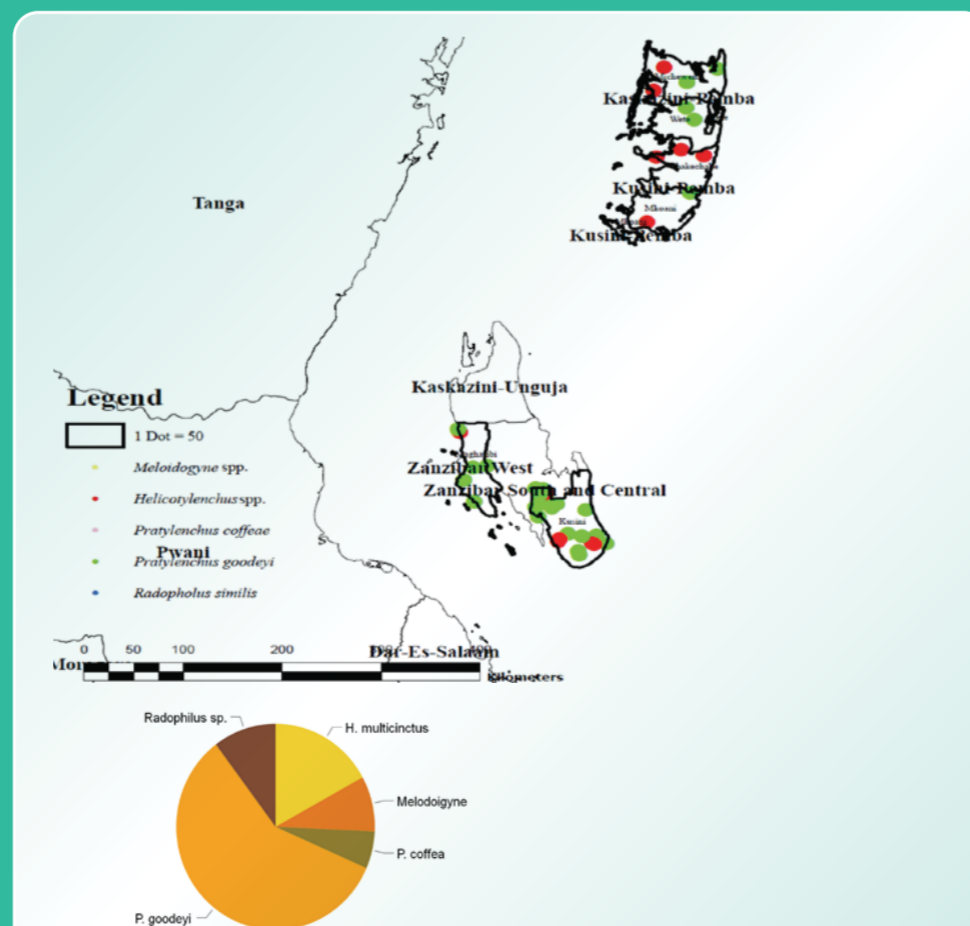 Kaskazini-Pemba
Wete
Kusini-Pemba
Mkoani
Kusini-Pemba
Tanga
Kaskazini-Unguja
Legend
1 Dot = 50
Meloidogyne spp.
Helicotylenchus spp.
Pratylenchus coffeae
Pratylenchus goodeyi
Radopholus similis
Pwani
Zanzibar West
Zanzibar South and Central
Kusini
Dar-Es-Salaam
0 50 100 200
Kilometers
Radophilus sp.
H. multicinctus
Melodoigyne
P. coffea
P. goodeyi